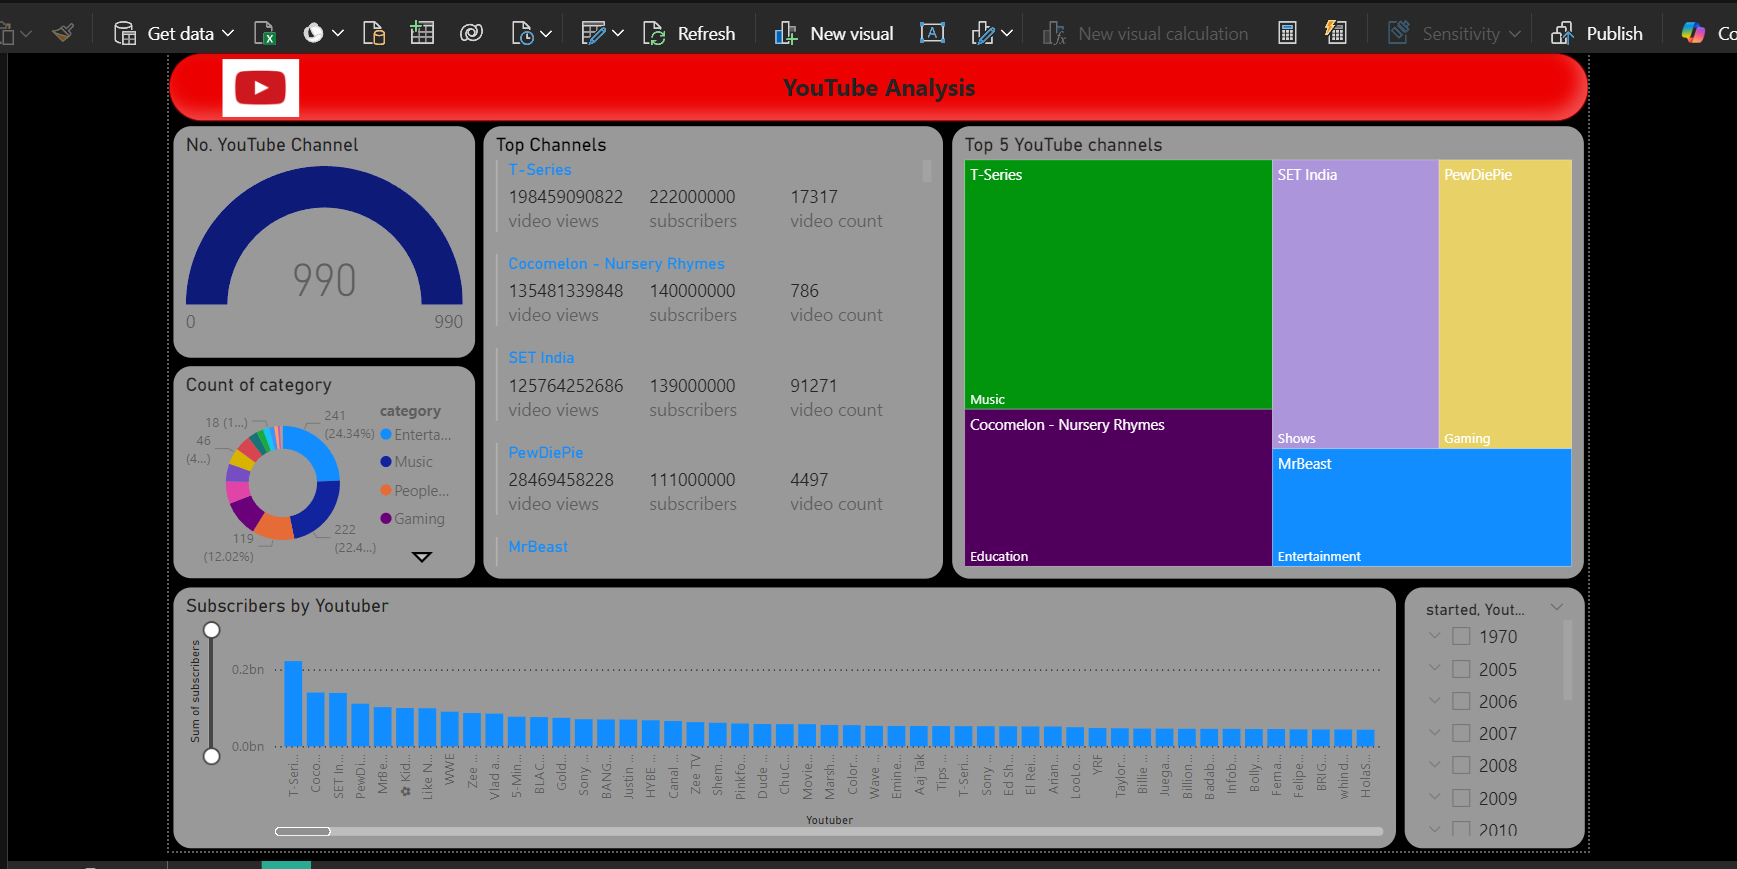 Get data
Refresh
New visual
New visual calculation
Sensitivity
Publish
Co
YouTube Analysis
No. YouTube Channel
990
0
990
Count of category
241
(24.34%)
18 (1...)
46
(4...)
119
(12.02%)
222
(22.4...)
category
Enterta...
Music
People...
Gaming
Top Channels
T-Series
198459090822 222000000 17317
video views subscribers video count
Cocomelon - Nursery Rhymes
135481339848 140000000 786
video views subscribers video count
SET India
125764252686 139000000 91271
video views subscribers video count
PewDiePie
28469458228 111000000 4497
video views subscribers video count
MrBeast
Top 5 YouTube channels
T-Series
Music
Cocomelon - Nursery Rhymes
Education
SET India
Shows
PewDiePie
Gaming
MrBeast
Entertainment
Subscribers by Youtuber
Sum of subscribers
0.2bn
0.0bn
T-Seri...
Coco...
SET In...
PewDi...
MrBe...
✿ Kid...
Like N...
WWE
Zee ...
Vlad a...
5-Min...
BLAC...
Gold...
Sony ...
BANG...
Justin ...
HYBE ...
Canal ...
Zee TV
Shem...
Pinkfo...
Dude ...
ChuC...
Movie...
Marsh...
Color...
Wave ...
Emine...
Aaj Tak
Tips ...
T-Seri...
Sony ...
Ed Sh...
El Rei...
Anan...
LooLo...
YRF
Taylor...
Billie ...
Juega...
Billion...
Badab...
Infob...
Bolly...
Ferna...
Felipe...
BRIG...
whind...
HolaS...
Youtuber
started, Yout...
1970
2005
2006
2007
2008
2009
2010